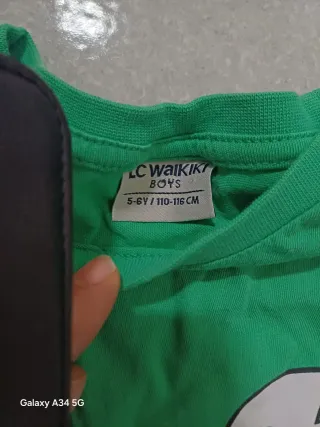 LC WAIKIKI
BOYS
5-6Y / 110-116 CM
Galaxy A34 5G